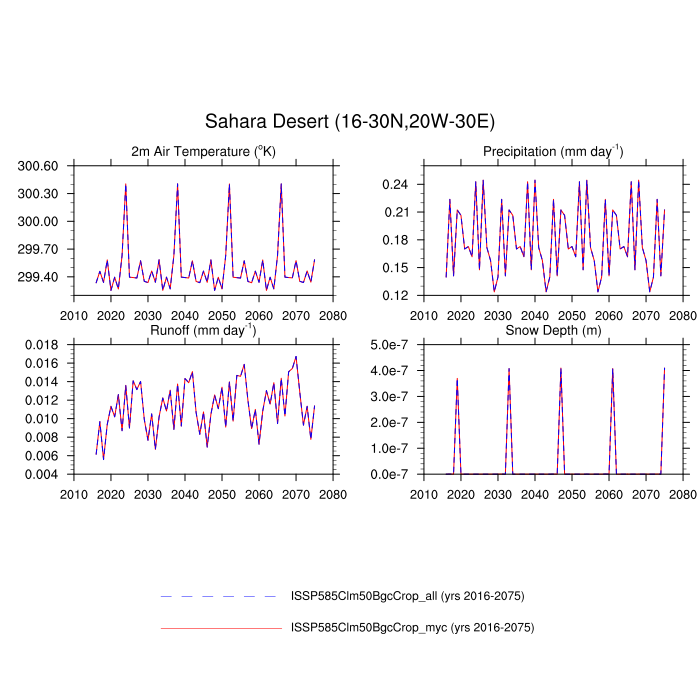 Sahara Desert (16-30N,20W-30E)
2m Air Temperature (°K)
300.60
300.30
300.00
299.70
299.40
2010 2020 2030 2040 2050 2060 2070 2080
Precipitation (mm day⁻¹)
0.24
0.21
0.18
0.15
0.12
2010 2020 2030 2040 2050 2060 2070 2080
Runoff (mm day⁻¹)
0.018
0.016
0.014
0.012
0.010
0.008
0.006
0.004
2010 2020 2030 2040 2050 2060 2070 2080
Snow Depth (m)
5.0e-7
4.0e-7
3.0e-7
2.0e-7
1.0e-7
0.0e-7
2010 2020 2030 2040 2050 2060 2070 2080
ISSP585Clm50BgcCrop_all (yrs 2016-2075)
ISSP585Clm50BgcCrop_myc (yrs 2016-2075)